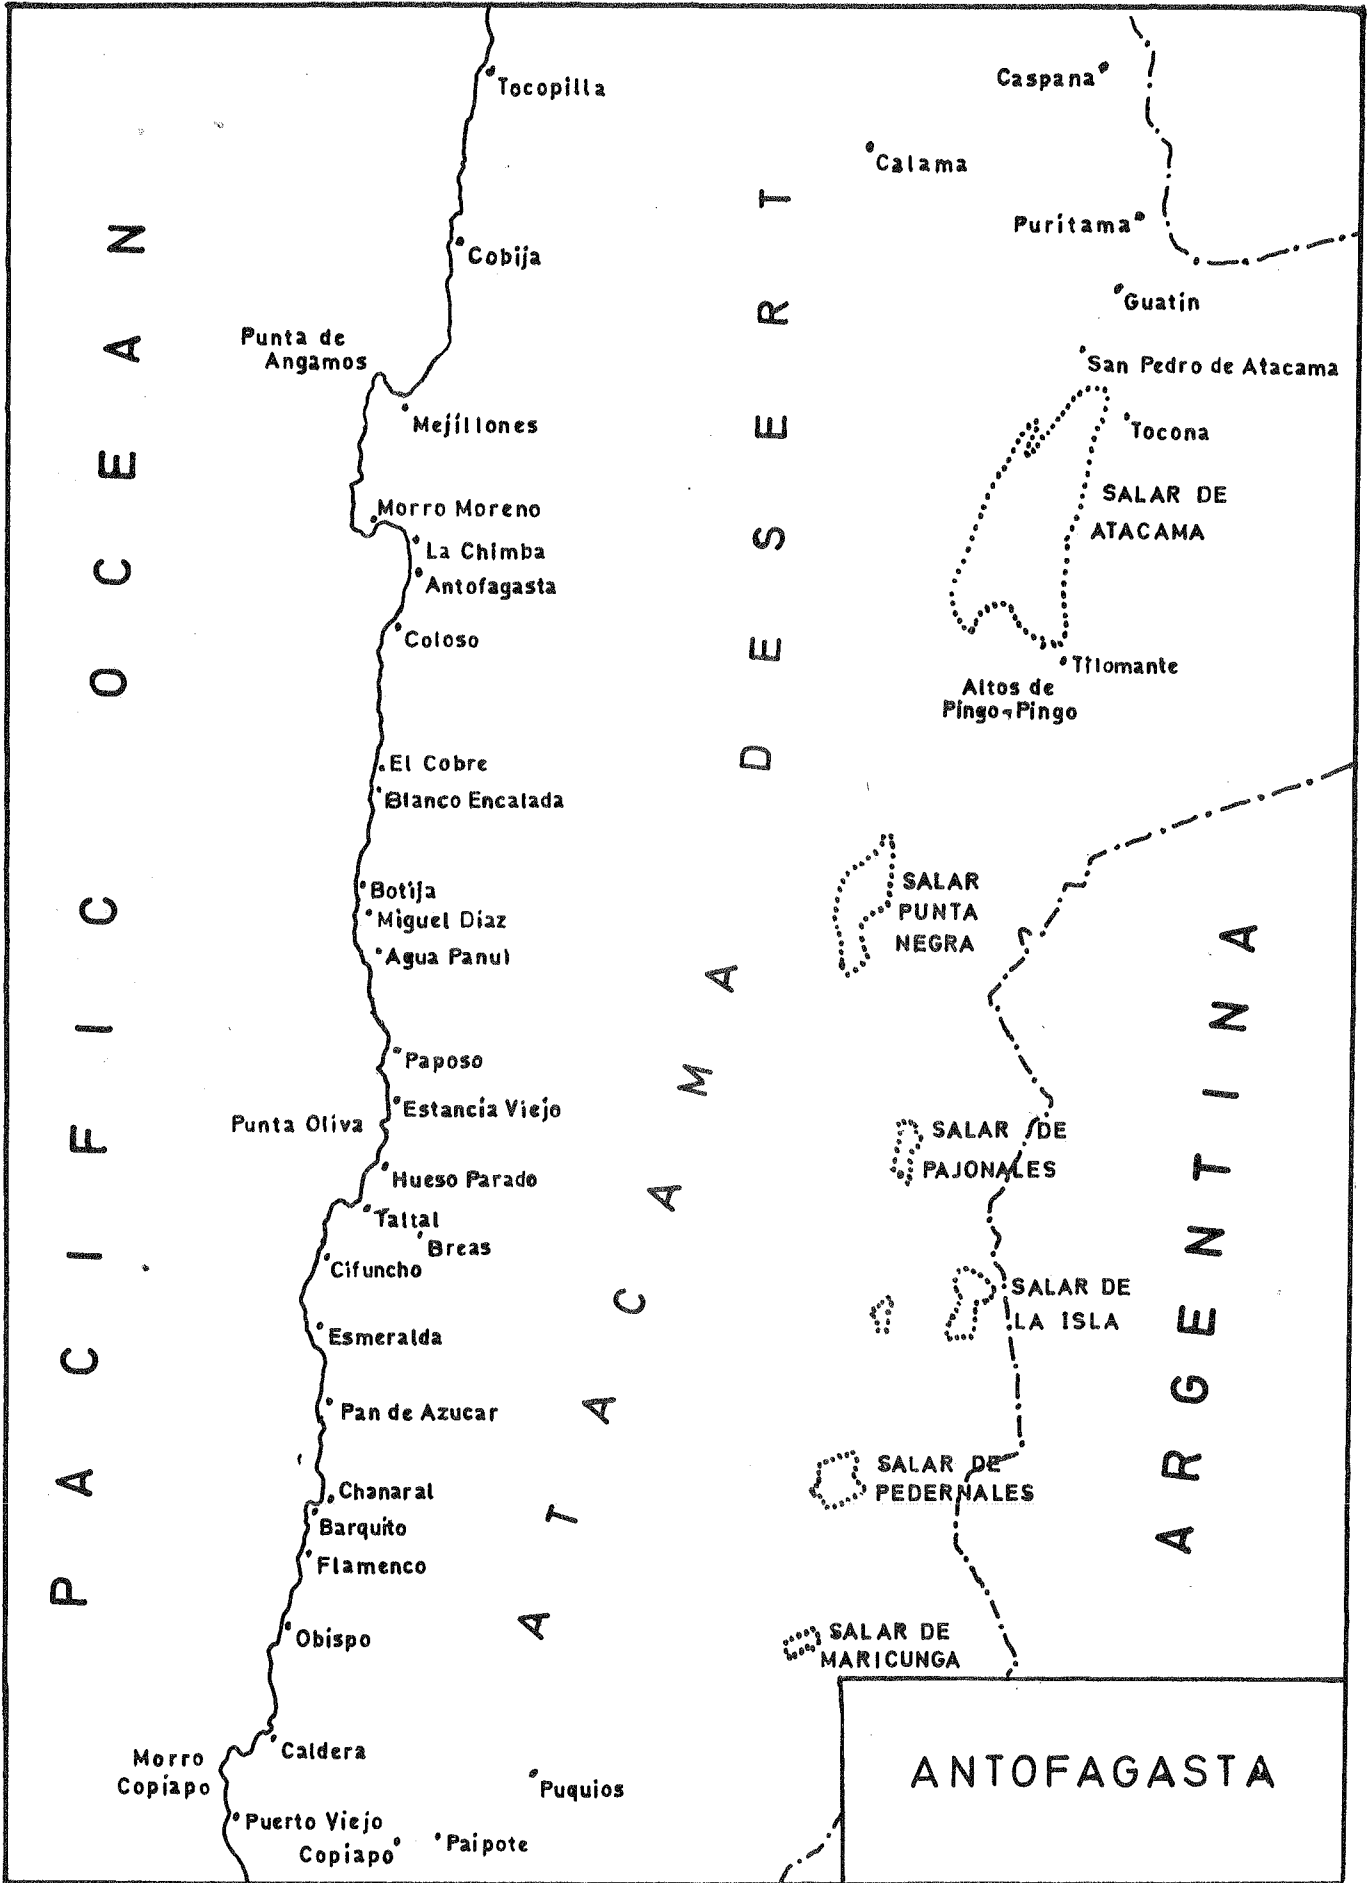 PACIFIC OCEAN
ATACAMA DESERT
ARGENTINA
Tocopilla
Caspana
Calama
Puritama
Cobija
Guatin
Punta de
Angamos
San Pedro de Atacama
Mejillones
Tocona
SALAR DE
ATACAMA
Morro Moreno
La Chimba
Antofagasta
Coloso
Tilomante
Altos de
Pingo-Pingo
El Cobre
Blanco Encalada
Botija
Miguel Diaz
Agua Panul
SALAR
PUNTA
NEGRA
Paposo
Estancia Viejo
Punta Oliva
SALAR DE
PAJONALES
Hueso Parado
Taltal
Breas
Cifuncho
SALAR DE
LA ISLA
Esmeralda
Pan de Azucar
SALAR DE
PEDERNALES
Chanaral
Barquito
Flamenco
Obispo
SALAR DE
MARICUNGA
Caldera
Morro
Copiapo
Puquios
Puerto Viejo
Copiapo
Paipote
ANTOFAGASTA